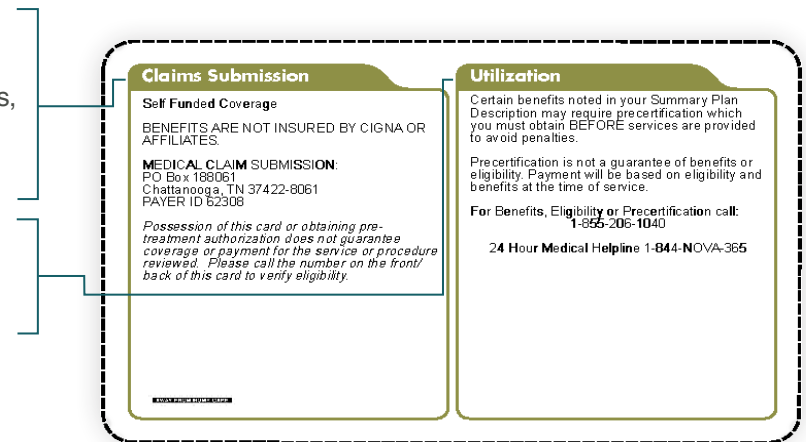 s,
Claims Submission
Self Funded Coverage
BENEFITS ARE NOT INSURED BY CIGNA OR
AFFILIATES.
MEDICAL CLAIM SUBMISSION:
PO Box 188061
Chattanooga, TN 37422-8061
PAYER ID 62308
Possession of this card or obtaining pre-
treatment authorization does not guarantee
coverage or payment for the service or procedure
reviewed. Please call the number on the front/
back of this card to verify eligibility.
Utilization
Certain benefits noted in your Summary Plan
Description may require precertification which
you must obtain BEFORE services are provided
to avoid penalties.
Precertification is not a guarantee of benefits or
eligibility. Payment will be based on eligibility and
benefits at the time of service.
For Benefits, Eligibility or Precertification call:
1-855-206-1040
24 Hour Medical Helpline 1-844-NOVA-365